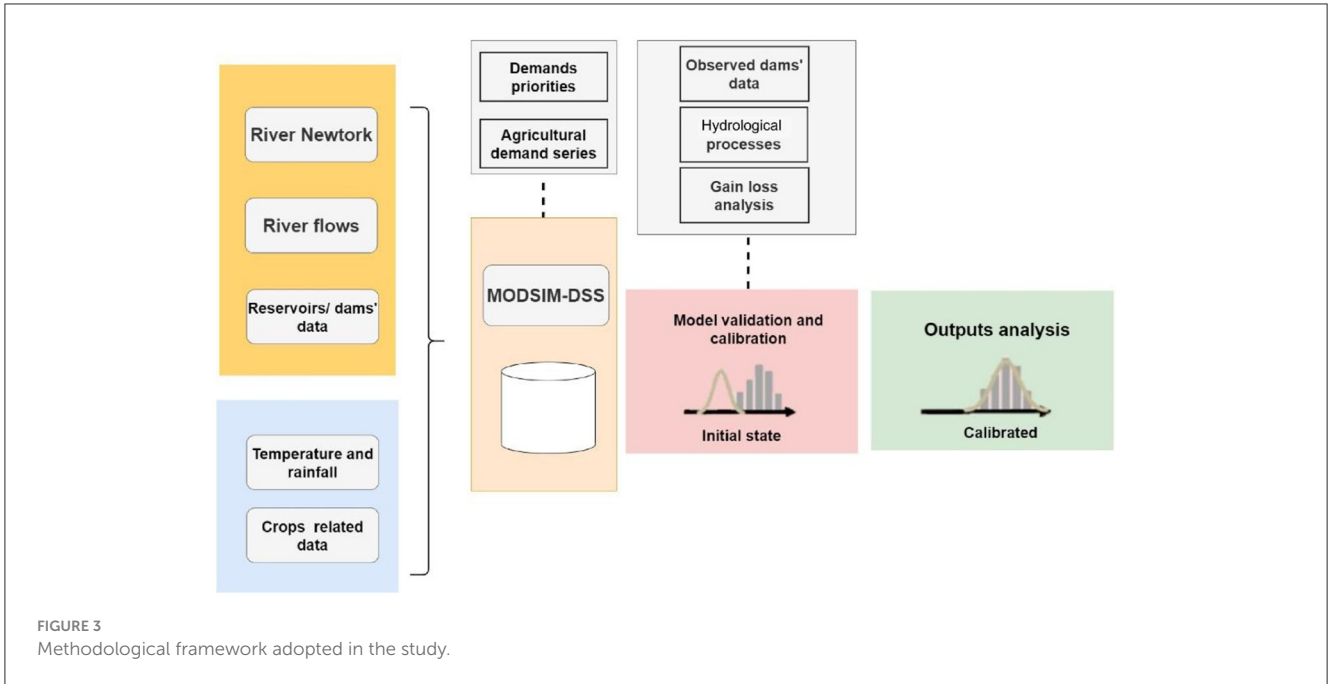 River Newtork
River flows
Reservoirs/ dams'
data
Temperature and
rainfall
Crops related
data
Demands
priorities
Agricultural
demand series
MODSIM-DSS
Observed dams'
data
Hydrological
processes
Gain loss
analysis
Model validation and
calibration
Initial state
Outputs analysis
Calibrated
FIGURE 3
Methodological framework adopted in the study.